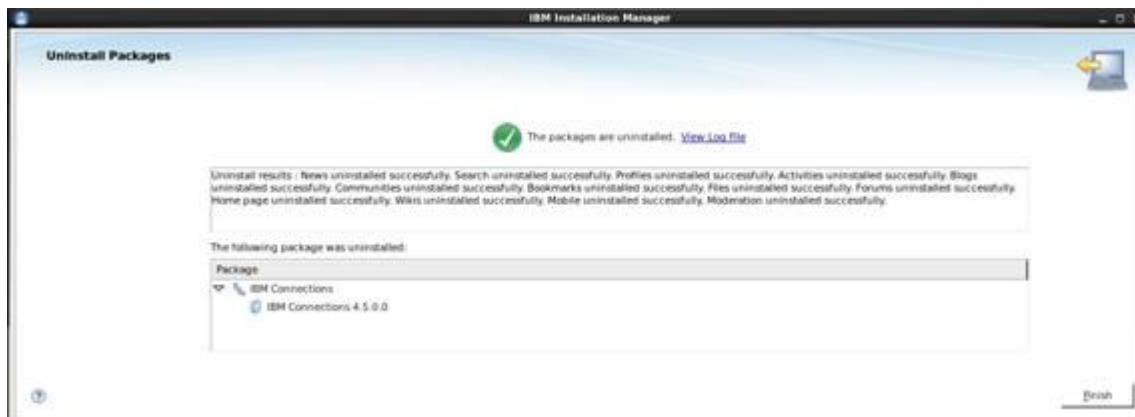 IBM Installation Manager
Uninstall Packages
The packages are uninstalled. View Log File
Uninstall results : News uninstalled successfully. Search uninstalled successfully. Profiles uninstalled successfully. Activities uninstalled successfully. Blogs
uninstalled successfully. Communities uninstalled successfully. Bookmarks uninstalled successfully. Files uninstalled successfully. Forums uninstalled successfully.
Home page uninstalled successfully. Wikis uninstalled successfully. Mobile uninstalled successfully. Moderation uninstalled successfully.
The following package was uninstalled:
Package
IBM Connections
IBM Connections 4.5.0.0
Finish